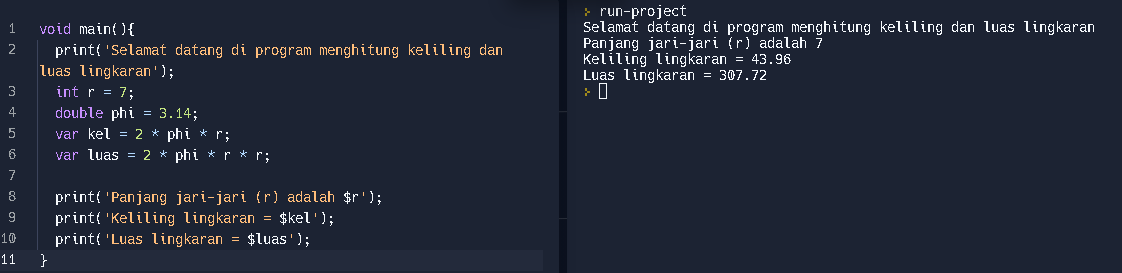 1 void main(){
2 print('Selamat datang di program menghitung keliling dan
luas lingkaran');
3 int r = 7;
4 double phi = 3.14;
5 var kel = 2 * phi * r;
6 var luas = 2 * phi * r * r;
7
8 print('Panjang jari-jari (r) adalah $r');
9 print('Keliling lingkaran = $kel');
10 print('Luas lingkaran = $luas');
11 }
run-project
Selamat datang di program menghitung keliling dan luas lingkaran
Panjang jari-jari (r) adalah 7
Keliling lingkaran = 43.96
Luas lingkaran = 307.72